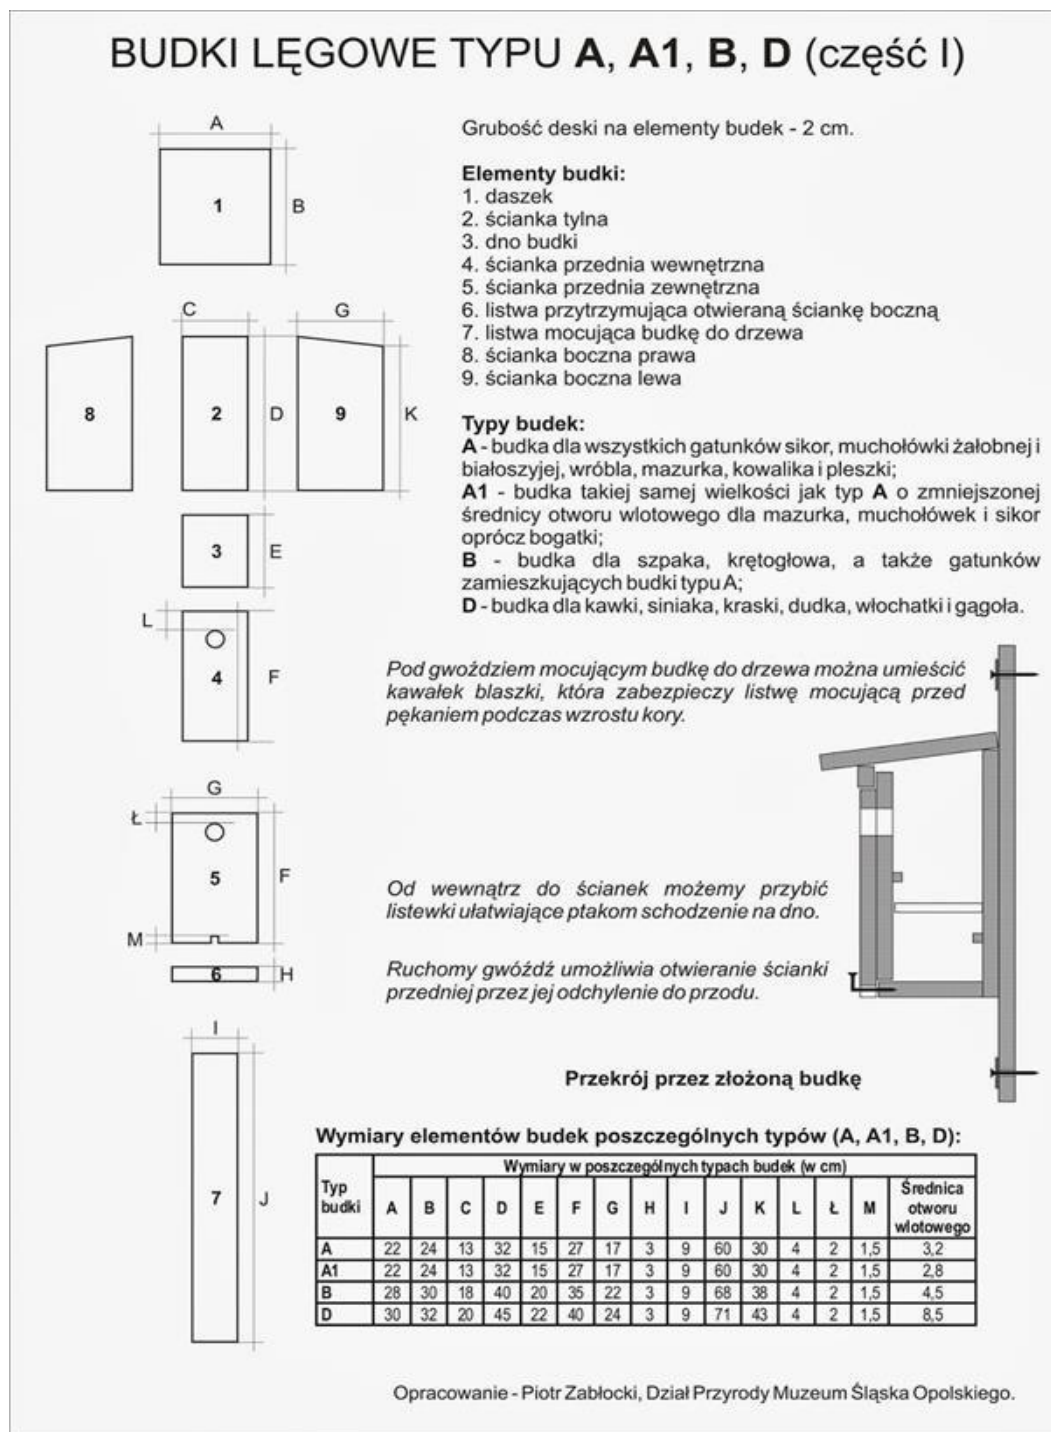 BUDKI LĘGOWE TYPU A, A1, B, D (część I)
A
1
B
C
G
8
2
D
9
K
3
E
L
4
F
G
Ł
5
F
M
6
H
I
7
J
Grubość deski na elementy budek - 2 cm.
Elementy budki:
1. daszek
2. ścianka tylna
3. dno budki
4. ścianka przednia wewnętrzna
5. ścianka przednia zewnętrzna
6. listwa przytrzymująca otwieraną ściankę boczną
7. listwa mocująca budkę do drzewa
8. ścianka boczna prawa
9. ścianka boczna lewa
Typy budek:
A - budka dla wszystkich gatunków sikor, muchołówki żałobnej i
białoszyjej, wróbla, mazurka, kowalika i pleszki;
A1 - budka takiej samej wielkości jak typ A o zmniejszonej
średnicy otworu wlotowego dla mazurka, muchołówek i sikor
oprócz bogatki;
B - budka dla szpaka, krętogłowa, a także gatunków
zamieszkujących budki typu A;
D - budka dla kawki, siniaka, kraski, dudka, włochatki i gągoła.
Pod gwoździem mocującym budkę do drzewa można umieścić
kawałek blaszki, która zabezpieczy listwę mocującą przed
pękaniem podczas wzrostu kory.
Od wewnątrz do ścianek możemy przybić
listewki ułatwiające ptakom schodzenie na dno.
Ruchomy gwóźdź umożliwia otwieranie ścianki
przedniej przez jej odchylenie do przodu.
Przekrój przez złożoną budkę
Wymiary elementów budek poszczególnych typów (A, A1, B, D):
Typ budki Wymiary w poszczególnych typach budek (w cm)
A B C D E F G H I J K L Ł M Średnica otworu wlotowego
A 22 24 13 32 15 27 17 3 9 60 30 4 2 1,5 3,2
A1 22 24 13 32 15 27 17 3 9 60 30 4 2 1,5 2,8
B 28 30 18 40 20 35 22 3 9 68 38 4 2 1,5 4,5
D 30 32 20 45 22 40 24 3 9 71 43 4 2 1,5 8,5
Opracowanie - Piotr Zabłocki, Dział Przyrody Muzeum Śląska Opolskiego.